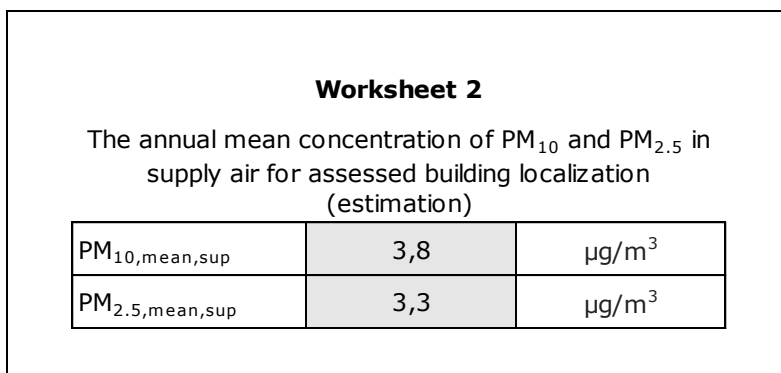 Worksheet 2
The annual mean concentration of PM₁₀ and PM₂.₅ in
supply air for assessed building localization
(estimation)
PM₁₀,mean,sup 3,8 µg/m³
PM₂.₅,mean,sup 3,3 µg/m³